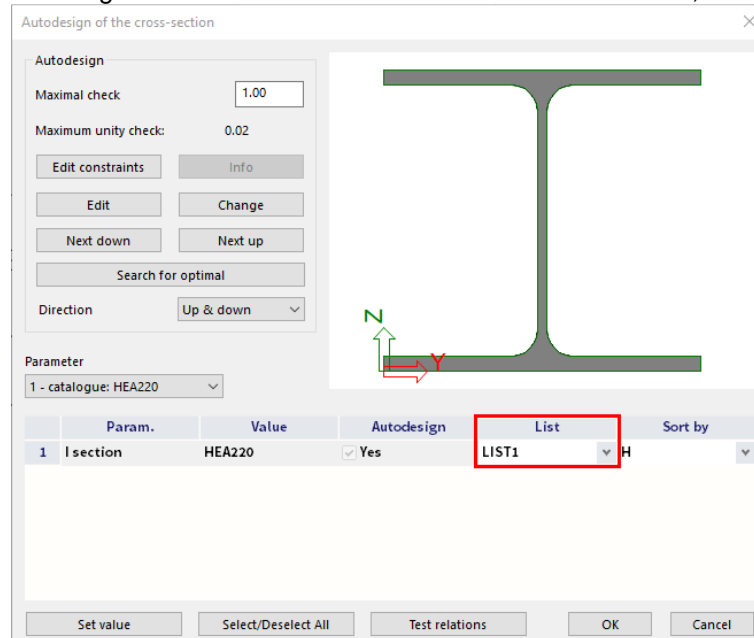 Autodesign of the cross-section
Autodesign
Maximal check 1.00
Maximum unity check: 0.02
Edit constraints Info
Edit Change
Next down Next up
Search for optimal
Direction Up & down
Parameter
1 - catalogue: HEA220
N
Y
Param. Value Autodesign List Sort by
1 I section HEA220 Yes LIST1 H
Set value Select/Deselect All Test relations OK Cancel